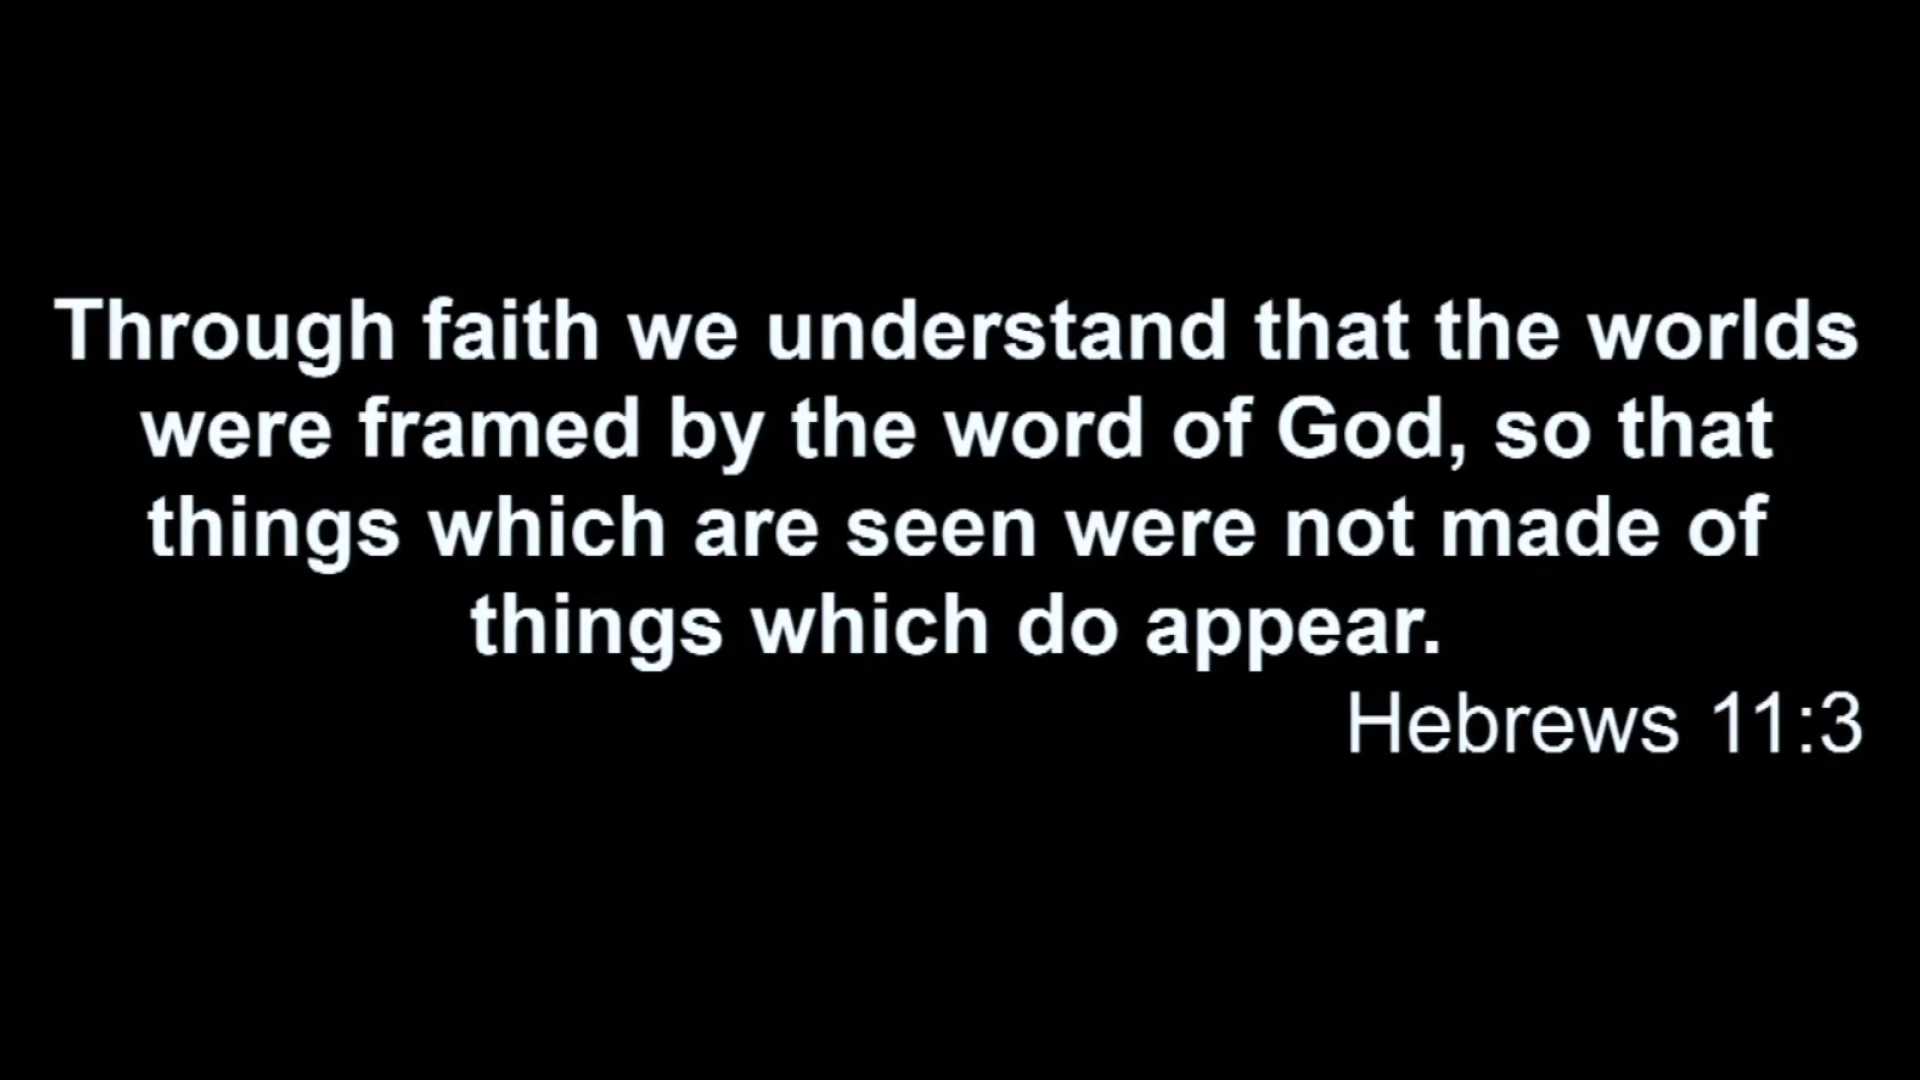 Through faith we understand that the worlds
were framed by the word of God, so that
things which are seen were not made of
things which do appear.
Hebrews 11:3